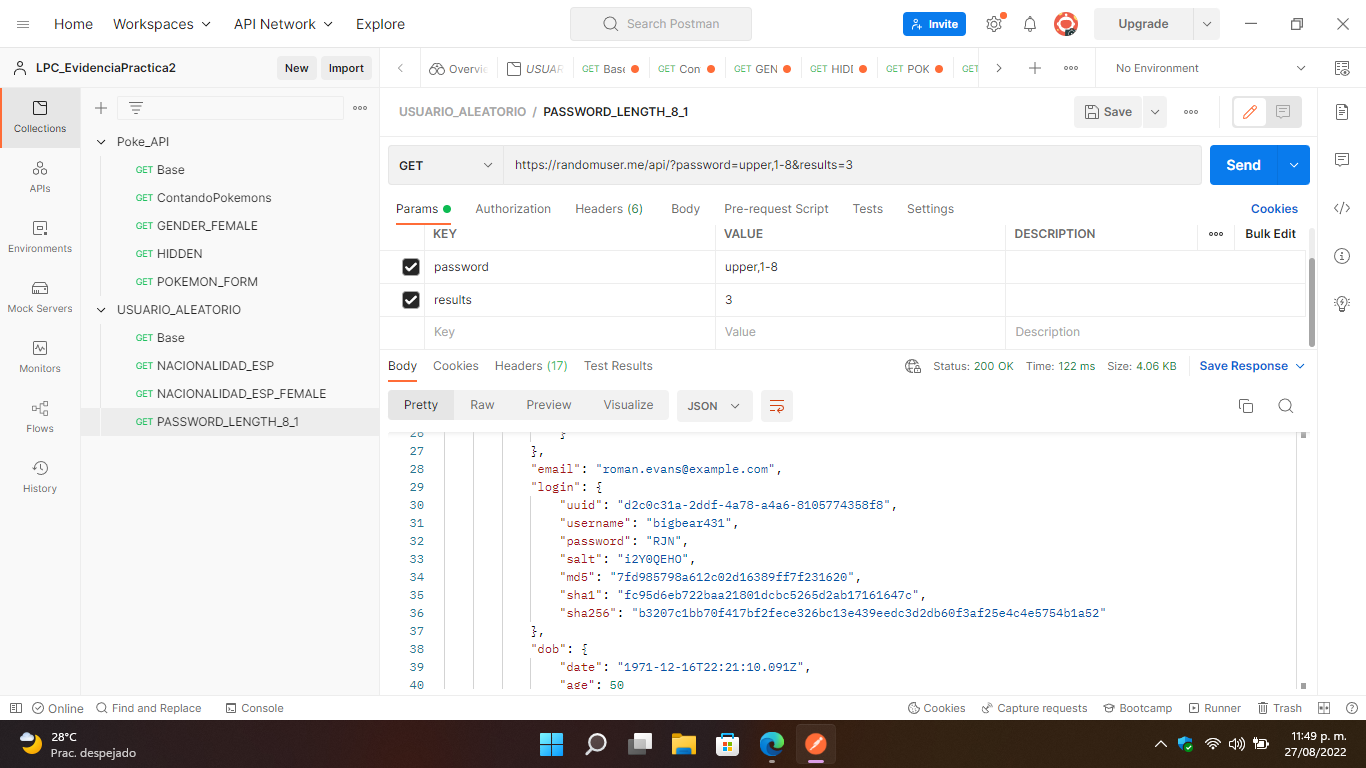 Home Workspaces API Network Explore Search Postman Invite Upgrade
LPC_EvidenciaPractica2 New Import
Overvie USUAR GET Base GET Con GET GEN GET HIDI GET POK GET No Environment
Collections
APIs
Environments
Mock Servers
Monitors
Flows
History
Poke_API
GET Base
GET ContandoPokemons
GET GENDER_FEMALE
GET HIDDEN
GET POKEMON_FORM
USUARIO_ALEATORIO
GET Base
GET NACIONALIDAD_ESP
GET NACIONALIDAD_ESP_FEMALE
GET PASSWORD_LENGTH_8_1
USUARIO_ALEATORIO / PASSWORD_LENGTH_8_1 Save
GET https://randomuser.me/api/?password=upper,1-8&results=3 Send
Params Authorization Headers (6) Body Pre-request Script Tests Settings Cookies
KEY VALUE DESCRIPTION Bulk Edit
password upper,1-8
results 3
Key Value Description
Body Cookies Headers (17) Test Results Status: 200 OK Time: 122 ms Size: 4.06 KB Save Response
Pretty Raw Preview Visualize JSON
26 }
27 },
28 "email": "roman.evans@example.com",
29 "login": {
30 "uuid": "d2c0c31a-2ddf-4a78-a4a6-8105774358f8",
31 "username": "bigbear431",
32 "password": "RJN",
33 "salt": "i2Y0QEHO",
34 "md5": "7fd985798a612c02d16389ff7f231620",
35 "sha1": "fc95d6eb722baa21801dcbc5265d2ab17161647c",
36 "sha256": "b3207c1bb70f417bf2fece326bc13e439eedc3d2db60f3af25e4c4e5754b1a52"
37 },
38 "dob": {
39 "date": "1971-12-16T22:21:10.091Z",
40 "age": 50
Online Find and Replace Console Cookies Capture requests Bootcamp Runner Trash
28°C
Prac. despejado
11:49 p. m.
27/08/2022